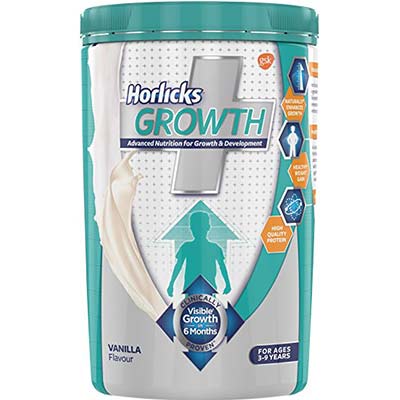 Horlicks
GROWTH
Advanced Nutrition for Growth & Development
gsk
NATURALLY
ENHANCES
GROWTH
HEALTHY
WEIGHT
GAIN
HIGH
QUALITY
PROTEIN
CLINICALLY
Visible
Growth
in
6 Months
PROVEN
VANILLA
Flavour
FOR AGES
3-9 YEARS